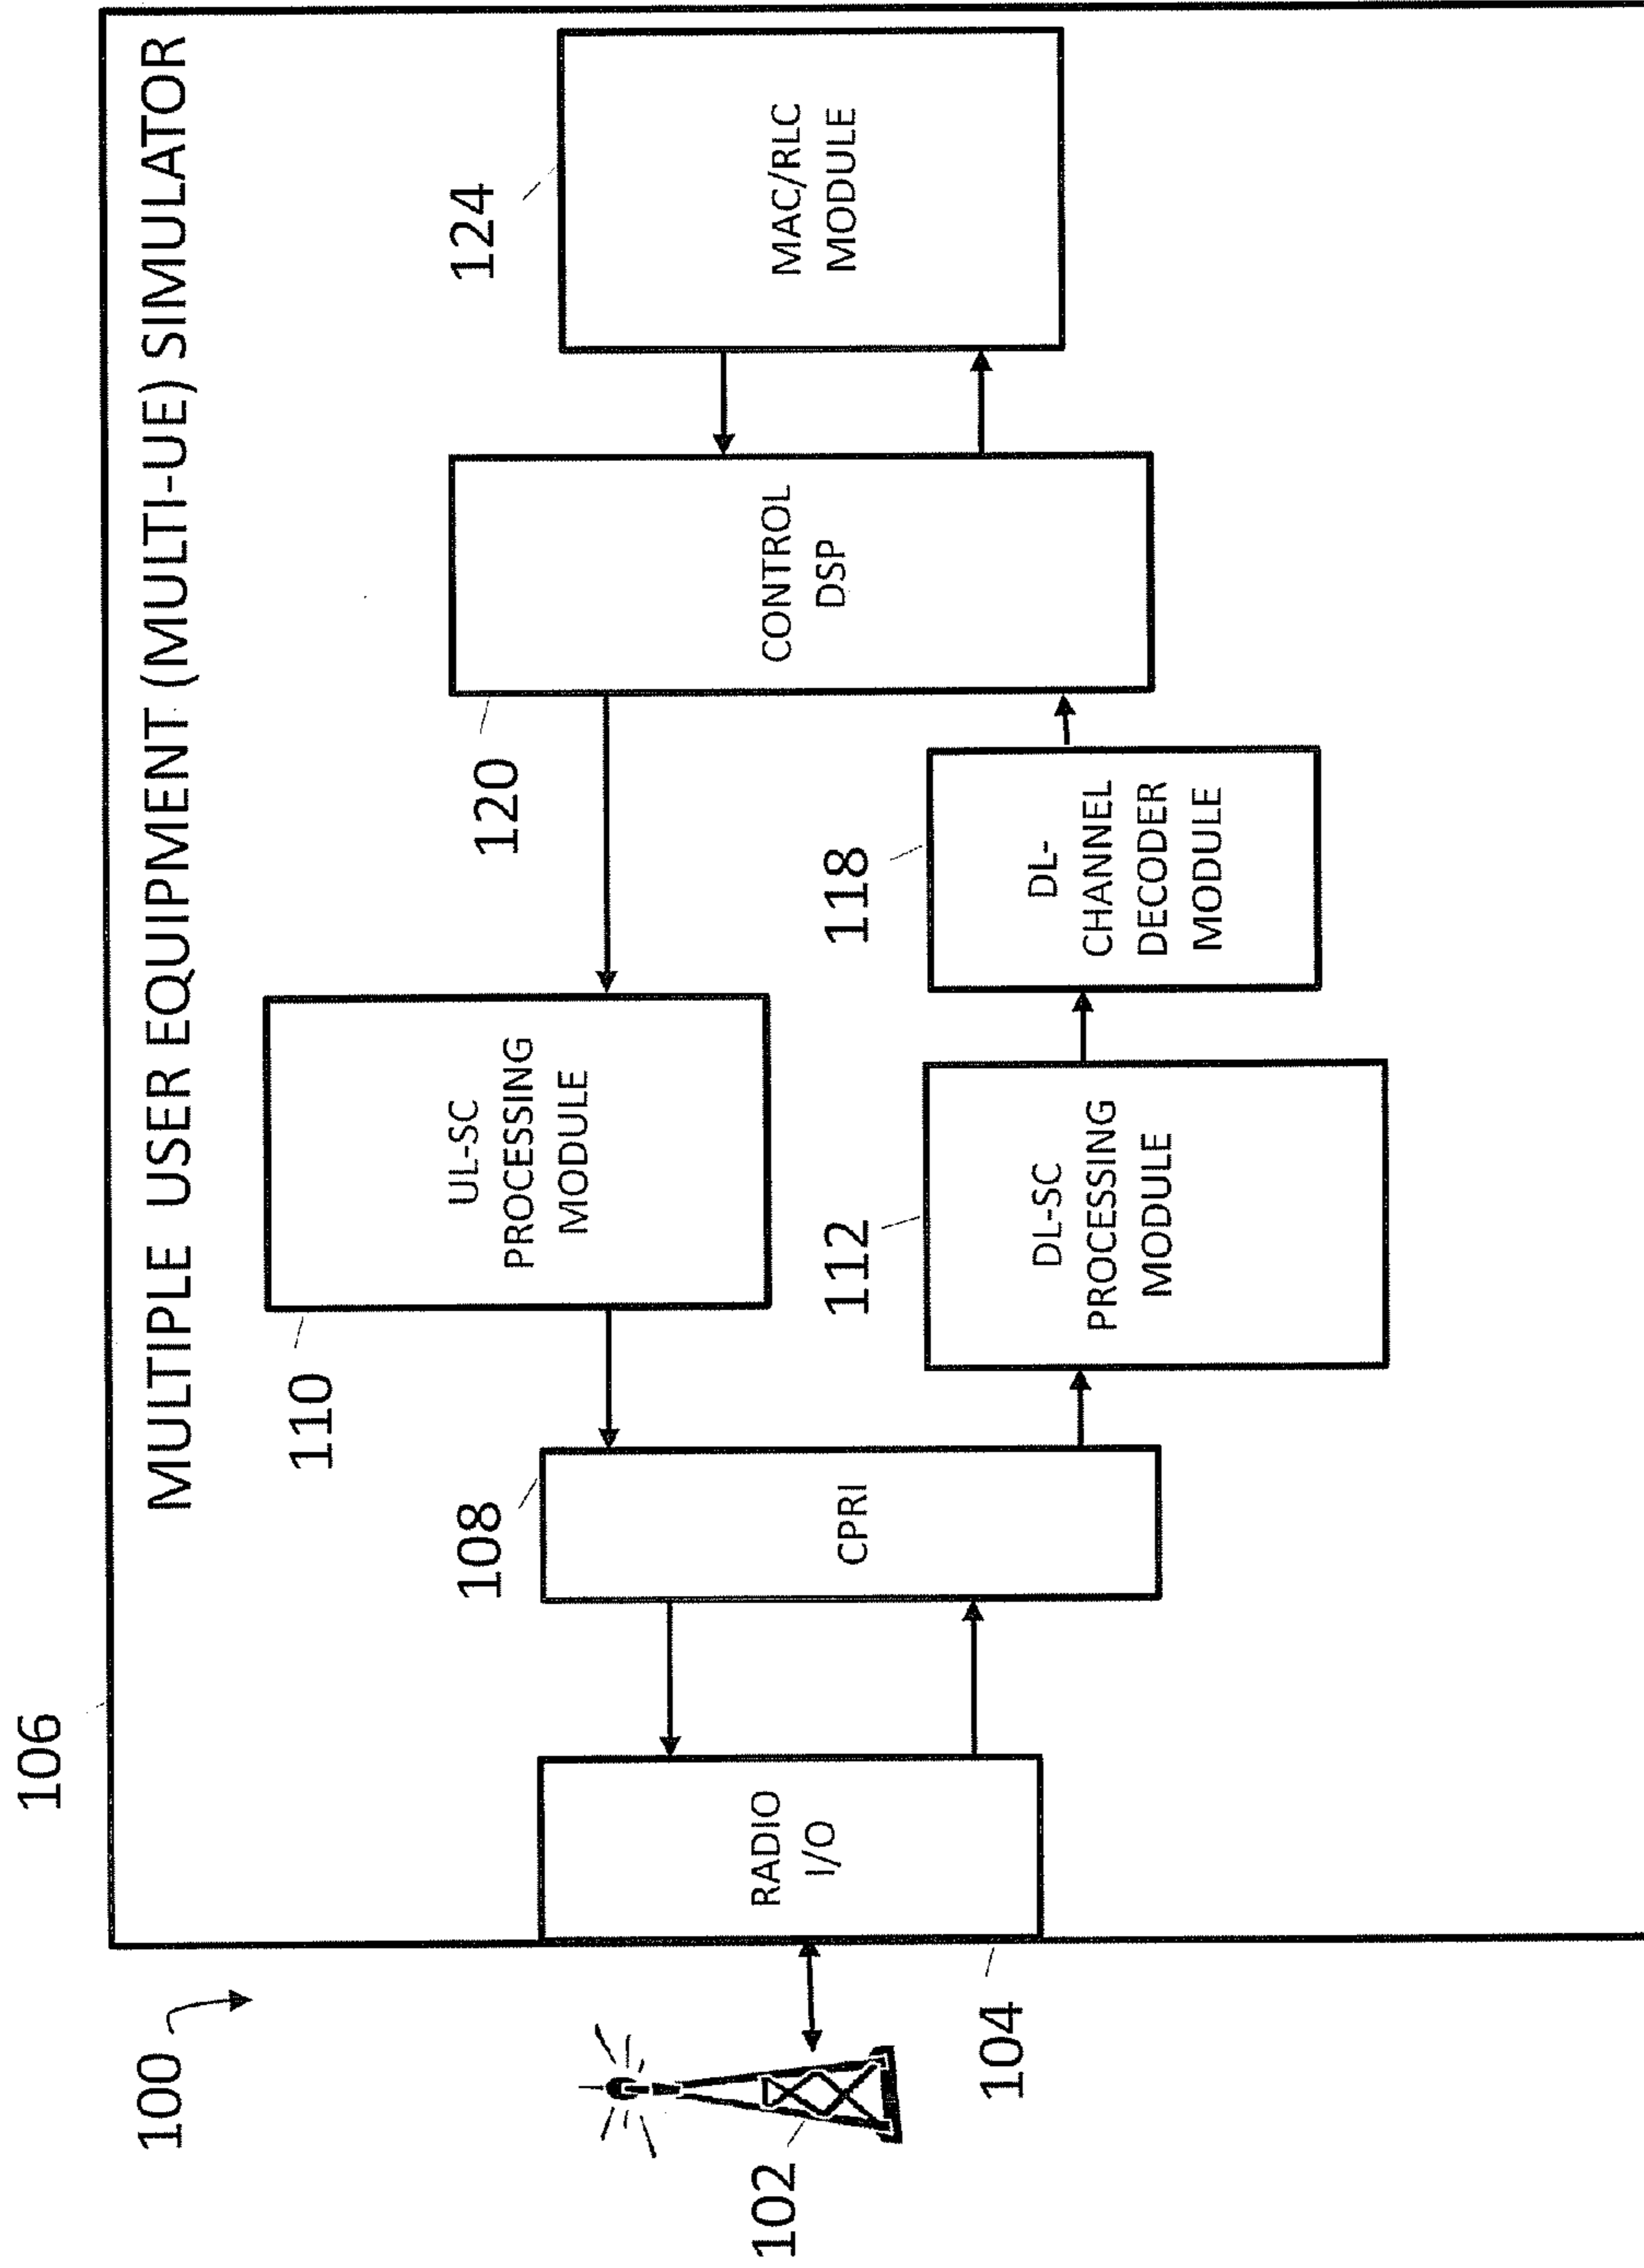 106
MULTIPLE USER EQUIPMENT (MULTI-UE) SIMULATOR
100
102
104
RADIO
I/O
108
CPRI
110
UL-SC
PROCESSING
MODULE
112
DL-SC
PROCESSING
MODULE
118
DL-
CHANNEL
DECODER
MODULE
120
CONTROL
DSP
124
MAC/RLC
MODULE